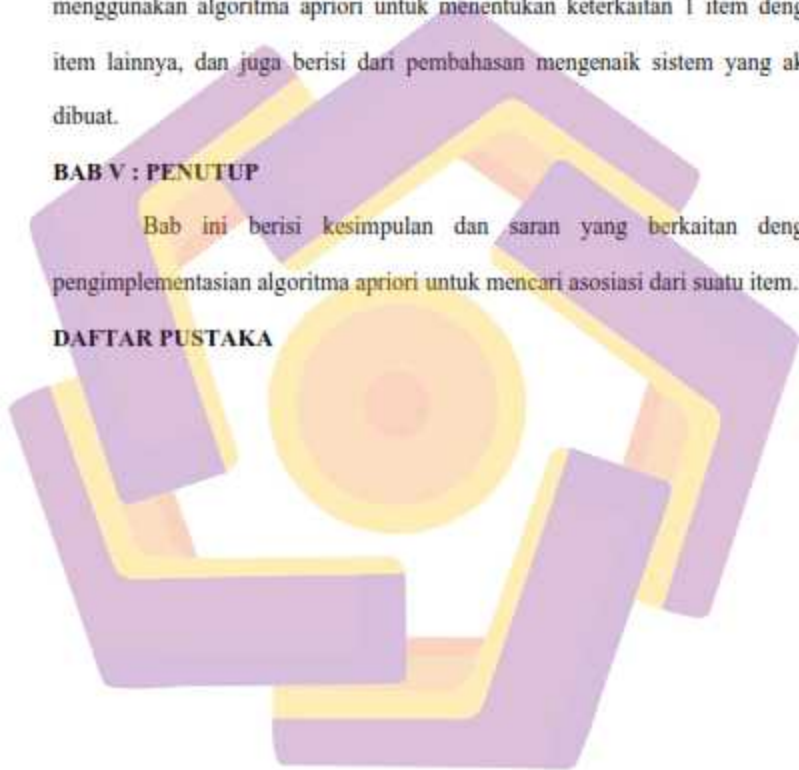 menggunakan algoritma apriori untuk menentukan keterkaitan 1 item deng
item lainnya, dan juga berisi dari pembahasan mengenaik sistem yang ak
dibuat.
BAB V : PENUTUP
Bab ini berisi kesimpulan dan saran yang berkaitan deng
pengimplementasian algoritma apriori untuk mencari asosiasi dari suatu item.
DAFTAR PUSTAKA